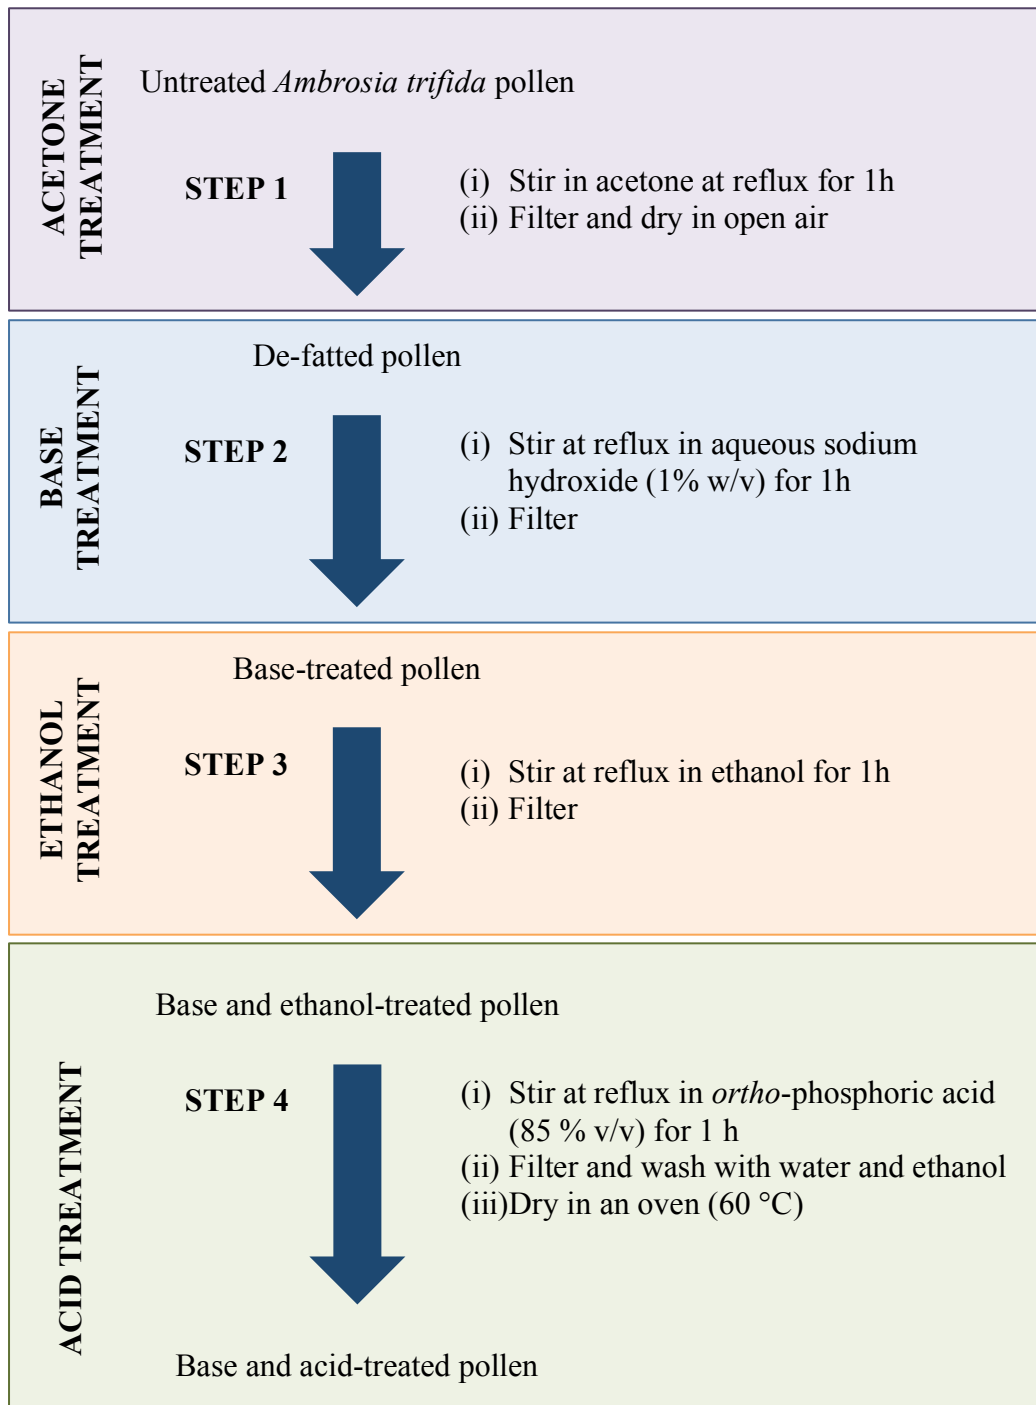 ACETONE
TREATMENT
Untreated Ambrosia trifida pollen
STEP 1
(i) Stir in acetone at reflux for 1h
(ii) Filter and dry in open air
BASE
TREATMENT
De-fatted pollen
STEP 2
(i) Stir at reflux in aqueous sodium
hydroxide (1% w/v) for 1h
(ii) Filter
ETHANOL
TREATMENT
Base-treated pollen
STEP 3
(i) Stir at reflux in ethanol for 1h
(ii) Filter
ACID TREATMENT
Base and ethanol-treated pollen
STEP 4
(i) Stir at reflux in ortho-phosphoric acid
(85 % v/v) for 1 h
(ii) Filter and wash with water and ethanol
(iii)Dry in an oven (60 °C)
Base and acid-treated pollen